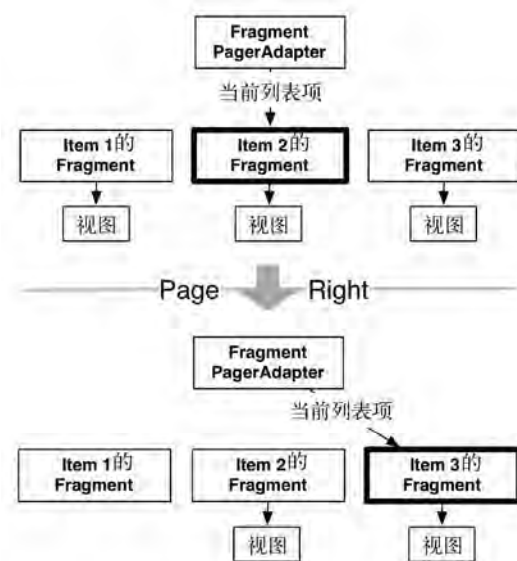 Fragment
PagerAdapter
当前列表项
Item 1的
Fragment
Item 2的
Fragment
Item 3的
Fragment
视图
视图
视图
Page Right
Fragment
PagerAdapter
当前列表项
Item 1的
Fragment
Item 2的
Fragment
Item 3的
Fragment
视图
视图